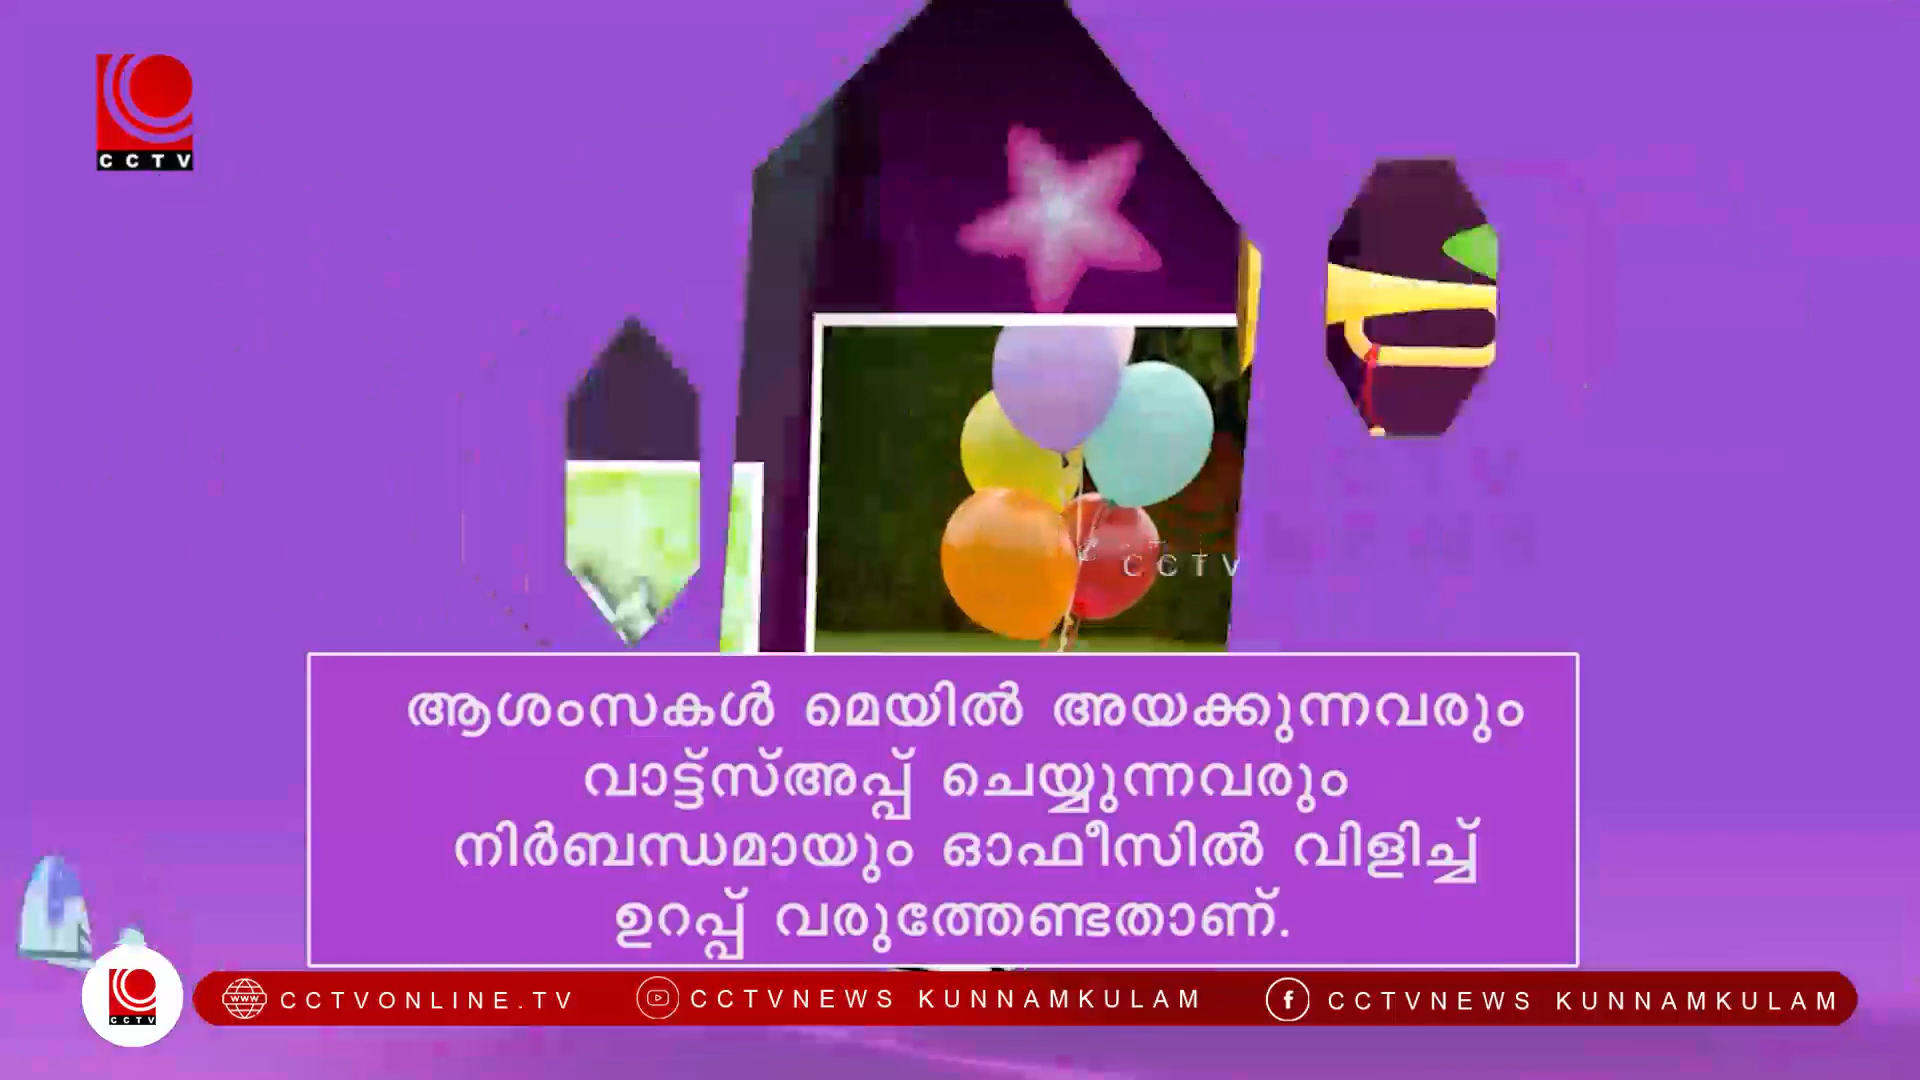 CCTV
CCTV
ആശംസകൾ മെയിൽ അയക്കുന്നവരും
വാട്ട്സ്അപ്പ് ചെയ്യുന്നവരും
നിർബന്ധമായും ഓഫീസിൽ വിളിച്ച്
ഉറപ്പ് വരുത്തേണ്ടതാണ്.
CCTV
WWW CCTVONLINE.TV
CCTVNEWS KUNNAMKULAM
CCTVNEWS KUNNAMKULAM